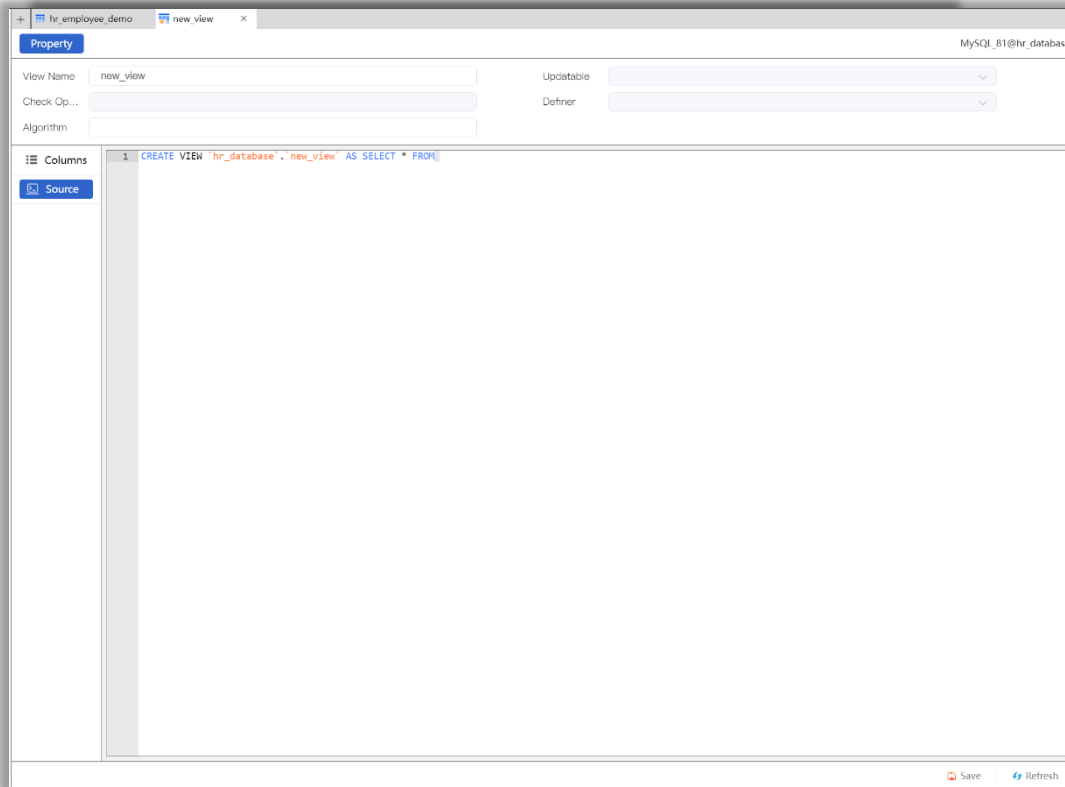 + hr_employee_demo new_view ×
Property MySQL_81@hr_databas
View Name new_view Updatable
Check Op... Definer
Algorithm
Columns
Source
1 CREATE VIEW `hr_database`.`new_view` AS SELECT * FROM
Save Refresh